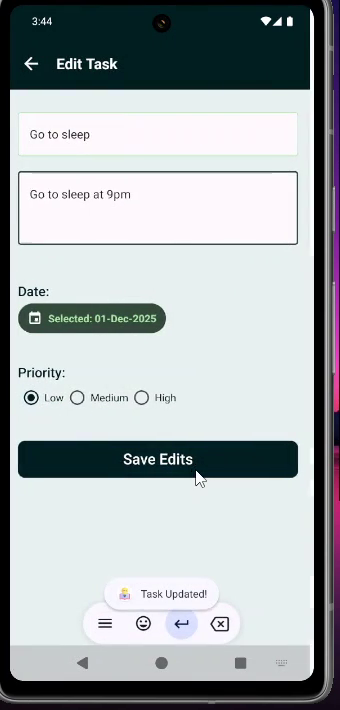 3:44
Edit Task
Go to sleep
Go to sleep at 9pm
Date:
Selected: 01-Dec-2025
Priority:
Low Medium High
Save Edits
Task Updated!